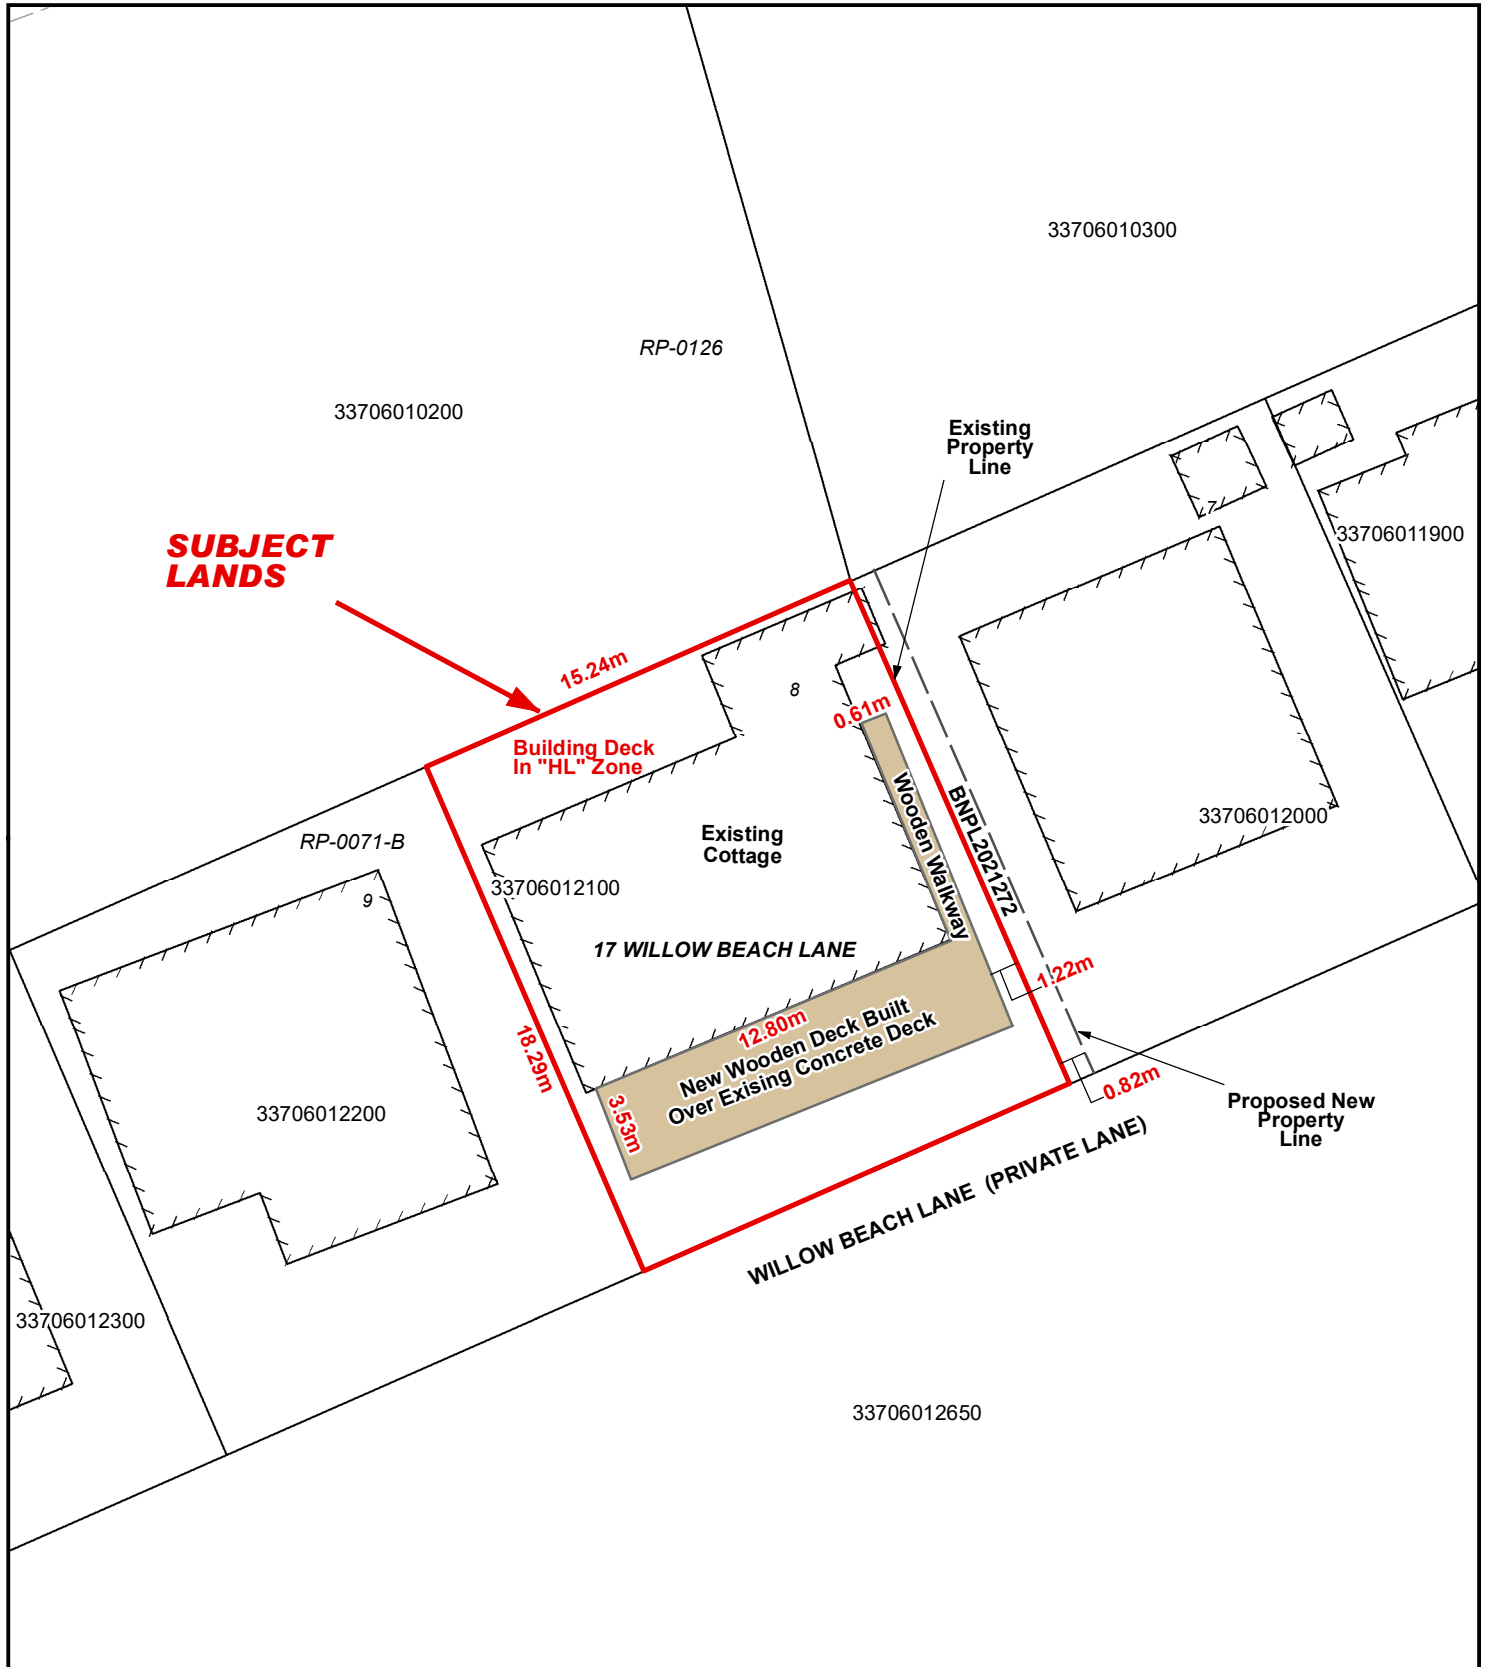 33706010300
RP-0126
33706010200
Existing
Property
Line
7
33706011900
SUBJECT
LANDS
15.24m
8
0.61m
Building Deck
In "HL" Zone
Wooden Walkway
BNPL2021272
33706012000
Existing
Cottage
RP-0071-B
33706012100
9
17 WILLOW BEACH LANE
1.22m
12.80m
New Wooden Deck Built
Over Exising Concrete Deck
18.29m
3.53m
0.82m
33706012200
Proposed New
Property
Line
WILLOW BEACH LANE (PRIVATE LANE)
33706012300
33706012650